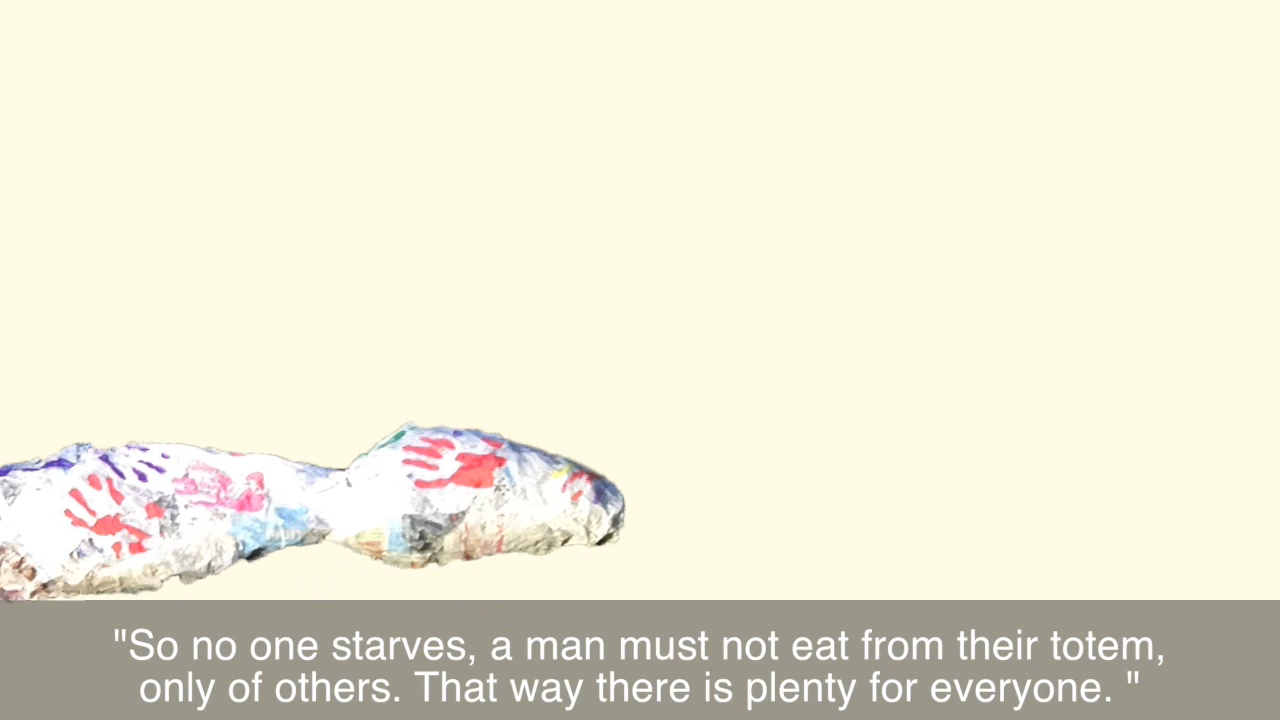 "So no one starves, a man must not eat from their totem,
only of others. That way there is plenty for everyone. "